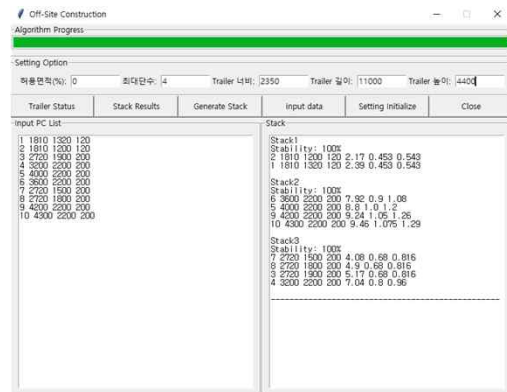 Off-Site Construction
Algorithm Progress
Setting Option
허용면적(%): 0 최대단수: 4 Trailer 너비: 2350 Trailer 길이: 11000 Trailer 높이: 4400
Trailer Status Stack Results Generate Stack input data Setting Initialize Close
Input PC List
1 1810 1320 120
2 1810 1200 120
3 2720 1900 200
4 3200 2200 200
5 4000 2200 200
6 3600 2200 200
7 2720 1500 200
8 2720 1800 200
9 4200 2200 200
10 4300 2200 200
Stack
Stack1
Stability: 100%
2 1810 1200 120 2.17 0.453 0.543
1 1810 1320 120 2.39 0.453 0.543
Stack2
Stability: 100%
6 3600 2200 200 7.92 0.9 1.08
5 4000 2200 200 8.8 1.0 1.2
9 4200 2200 200 9.24 1.05 1.26
10 4300 2200 200 9.46 1.075 1.29
Stack3
Stability: 100%
7 2720 1500 200 4.08 0.68 0.816
8 2720 1800 200 4.9 0.68 0.816
3 2720 1900 200 5.17 0.68 0.816
4 3200 2200 200 7.04 0.8 0.96